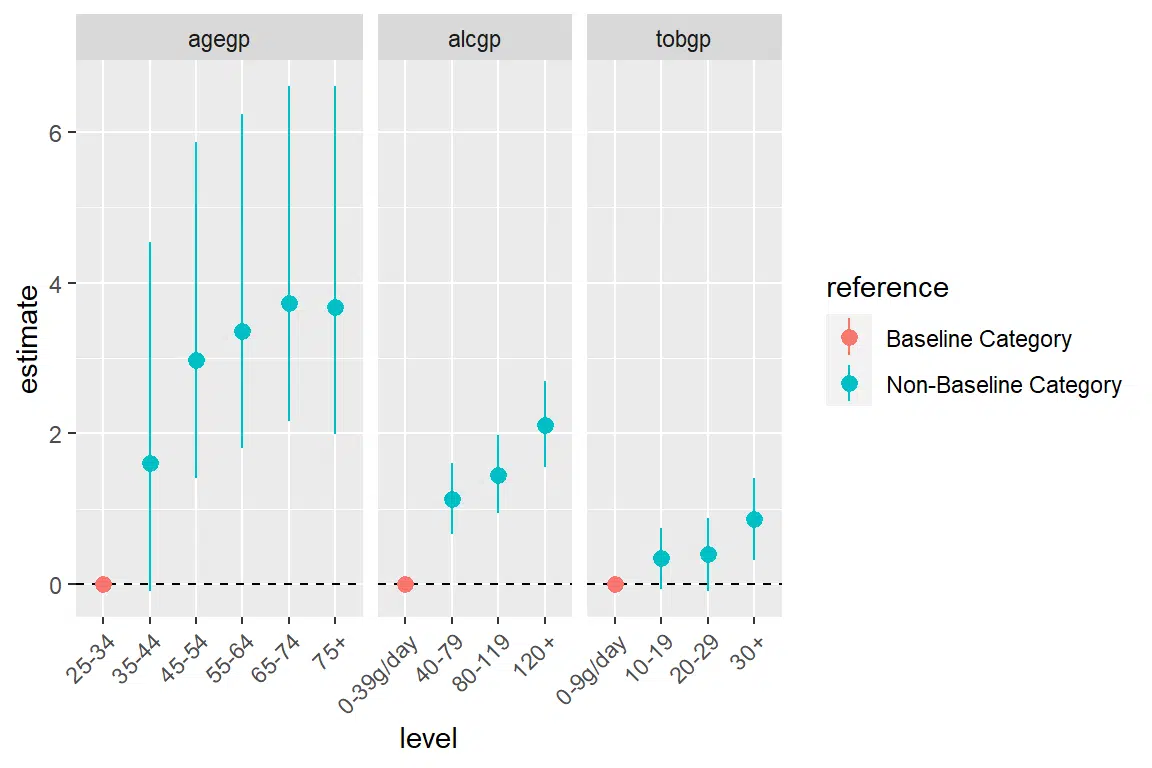 agegp
alcgp
tobgp
estimate
6
4
2
0
25-34
35-44
45-54
55-64
65-74
75+
0-39g/day
40-79
80-119
120+
0-9g/day
10-19
20-29
30+
level
reference
Baseline Category
Non-Baseline Category